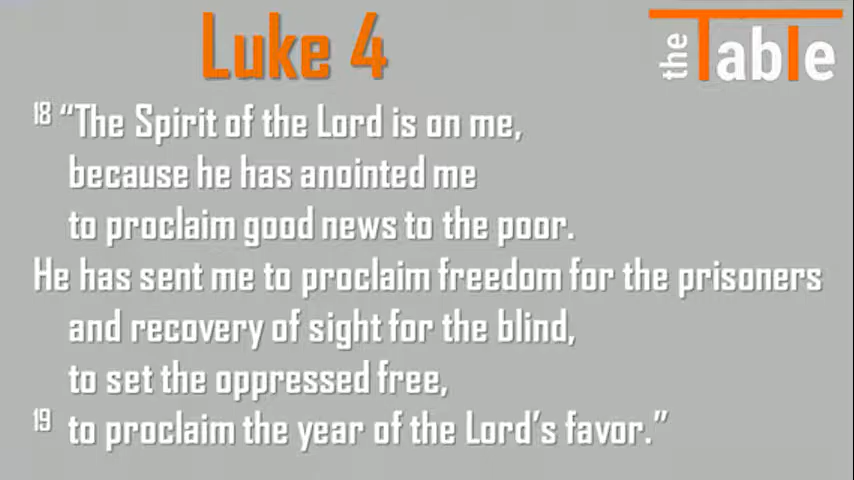 Luke 4
the Table
18 “The Spirit of the Lord is on me,
because he has anointed me
to proclaim good news to the poor.
He has sent me to proclaim freedom for the prisoners
and recovery of sight for the blind,
to set the oppressed free,
19 to proclaim the year of the Lord’s favor.”